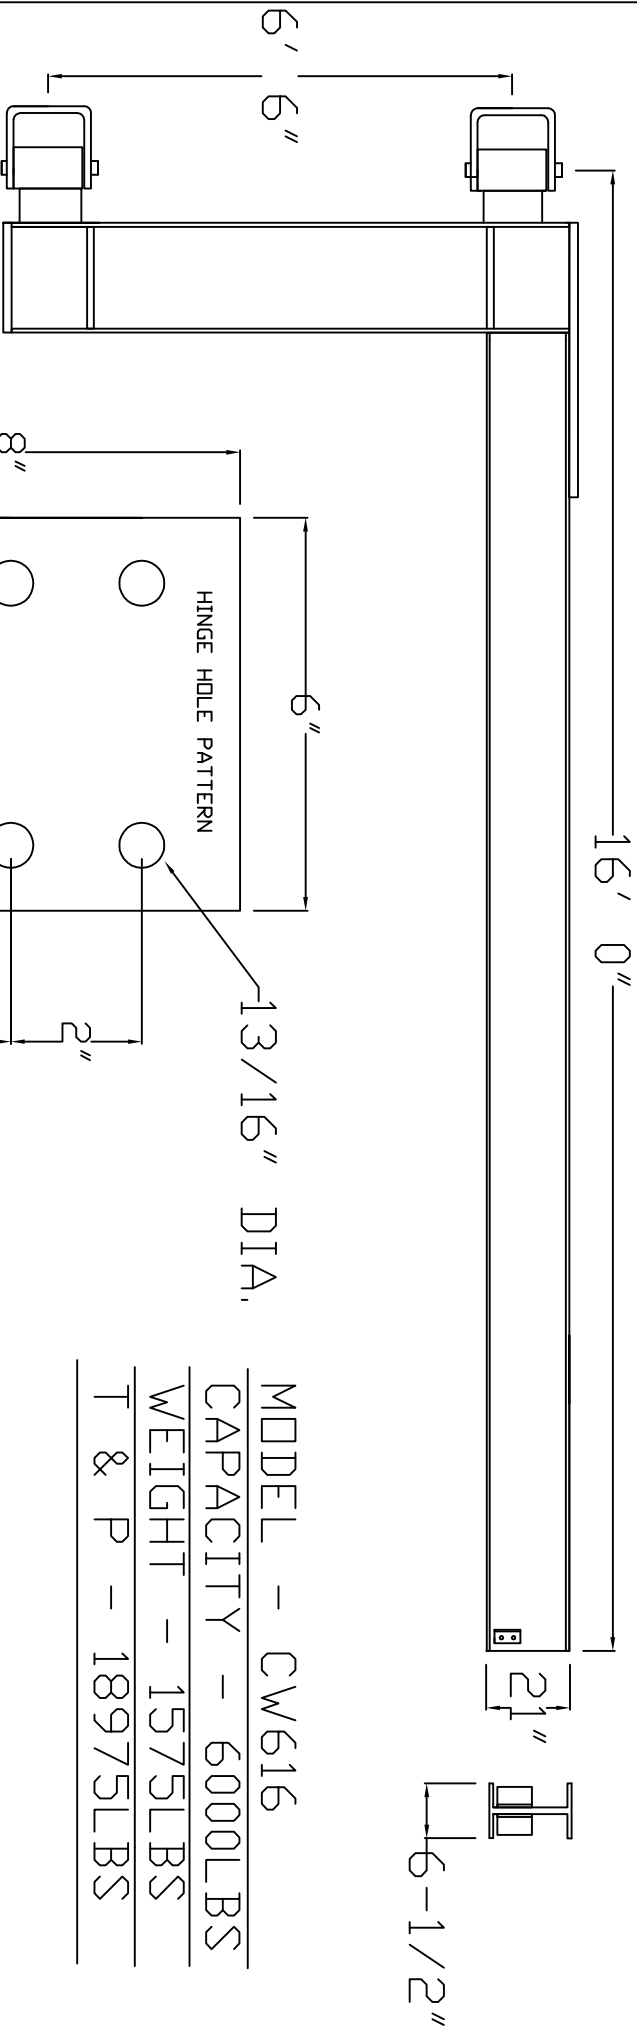 16' 0"
6' 6"
21"
6-1/2"
6"
8"
HINGE HOLE PATTERN
13/16" DIA.
2"
MODEL - CW616
CAPACITY - 6000LBS
WEIGHT - 1575LBS
T & P - 18975LBS